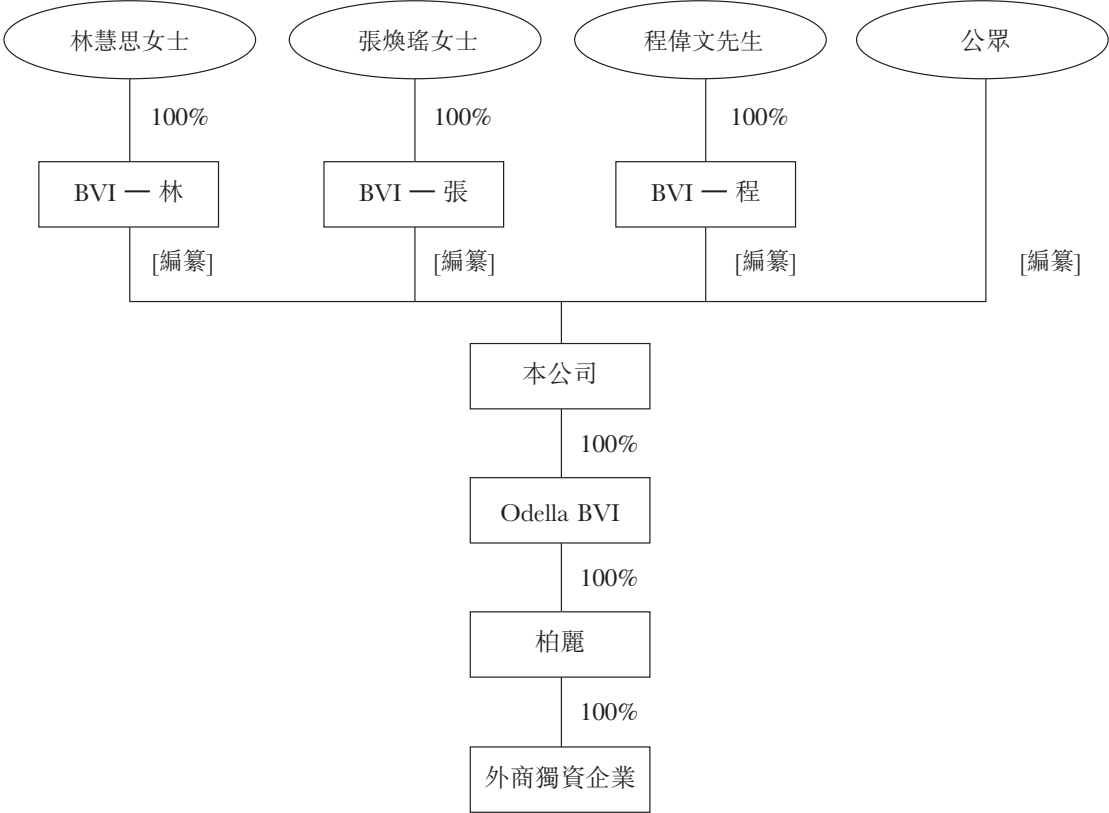 林慧思女士
張煥瑤女士
程偉文先生
公眾
100%
100%
100%
BVI — 林
BVI — 張
BVI — 程
[編纂]
[編纂]
[編纂]
[編纂]
本公司
100%
Odella BVI
100%
柏麗
100%
外商獨資企業